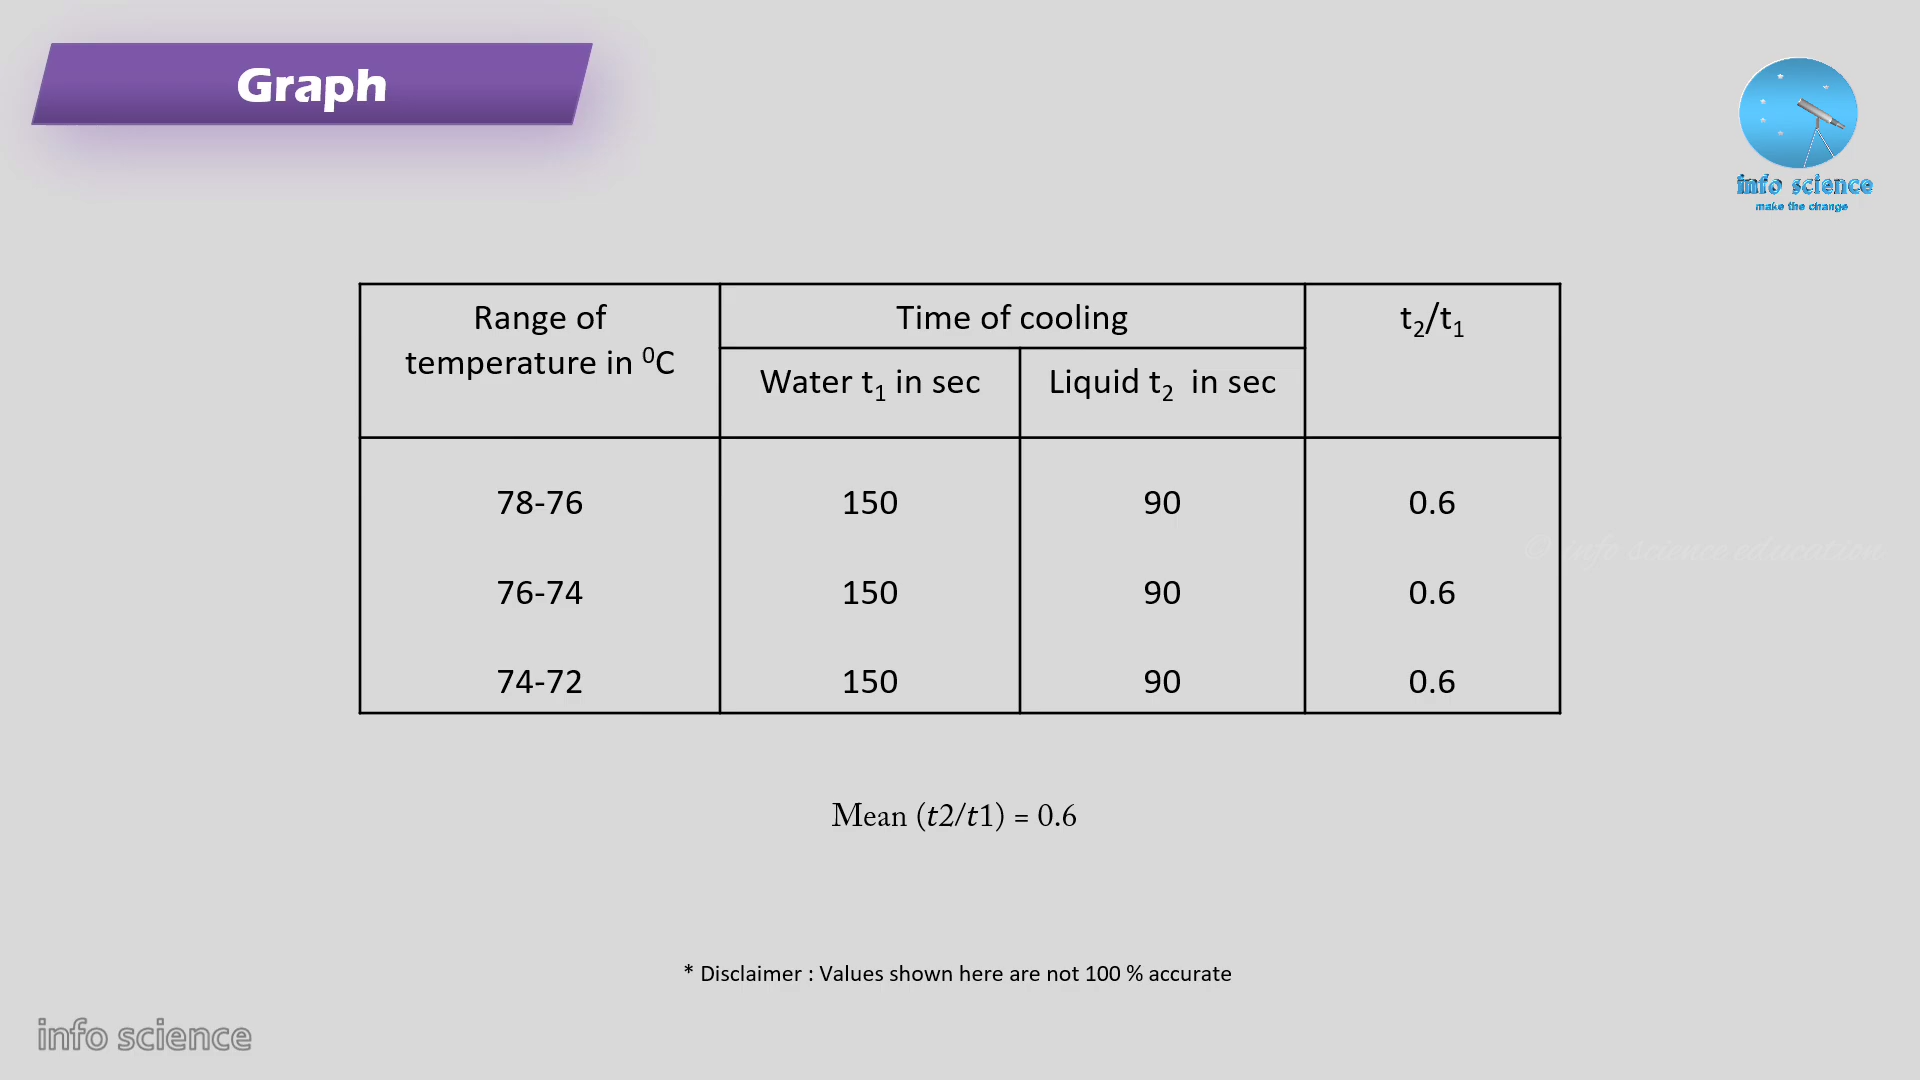 Graph
info science
make the change
Range of
temperature in ⁰C
Time of cooling
t₂/t₁
Water t₁ in sec
Liquid t₂ in sec
78-76 150 90 0.6
© info science education
76-74 150 90 0.6
74-72 150 90 0.6
Mean (t2/t1) = 0.6
* Disclaimer : Values shown here are not 100 % accurate
info science